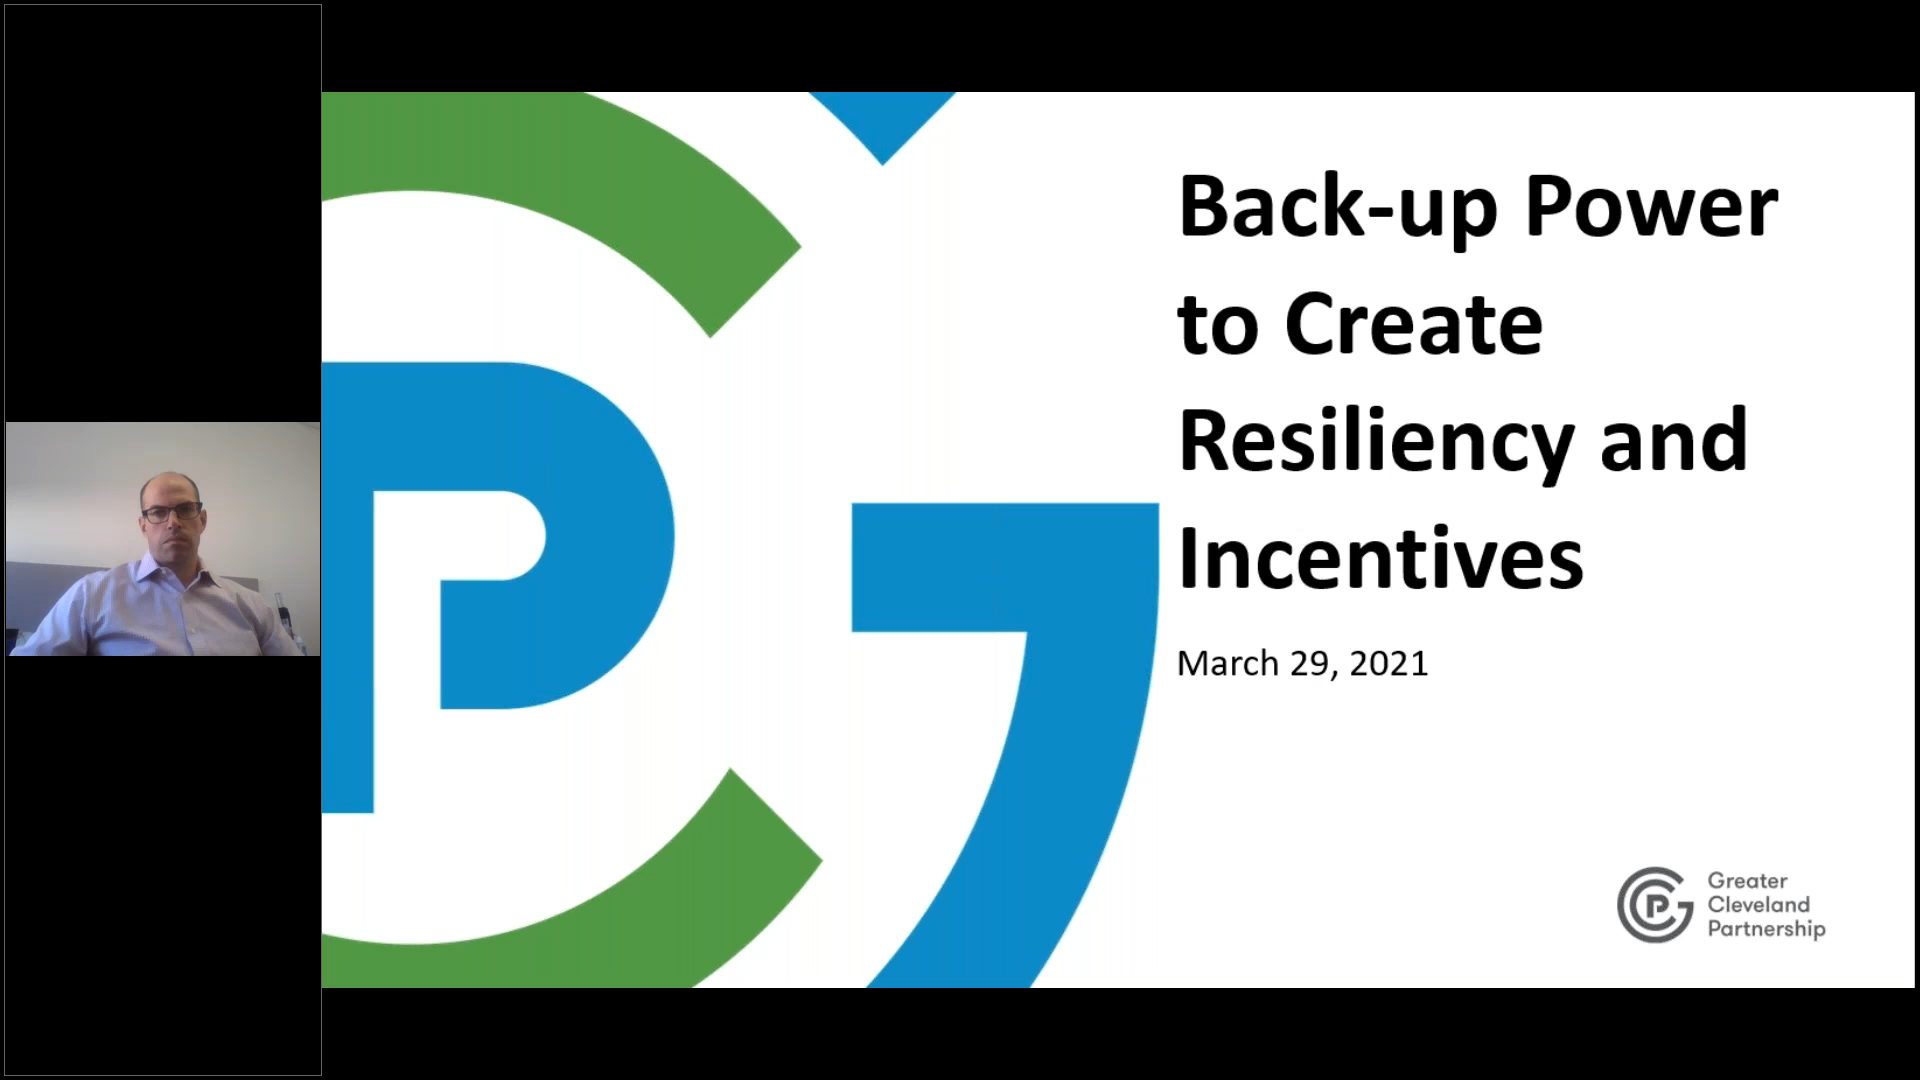 Back-up Power
to Create
Resiliency and
Incentives
March 29, 2021
Greater
Cleveland
Partnership